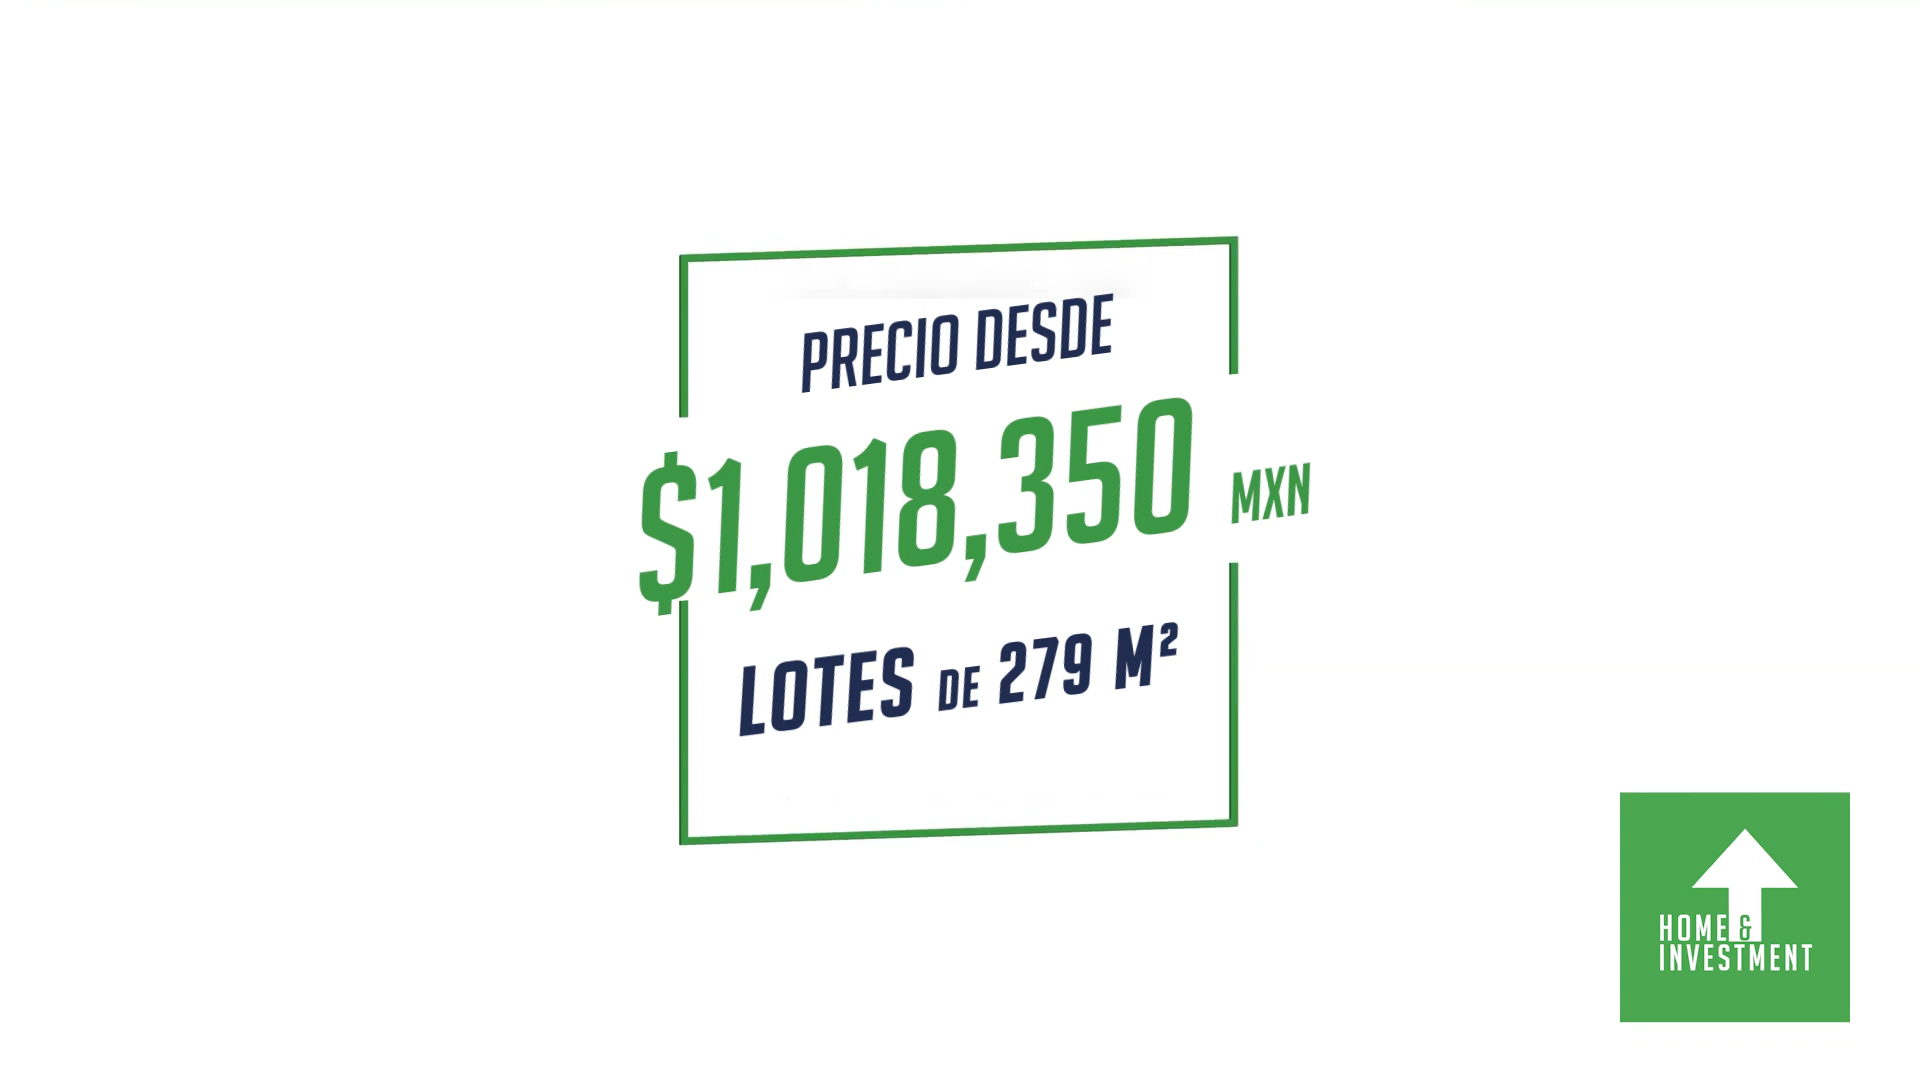 PRECIO DESDE
$1,018,350 MXN
LOTES DE 279 M²
HOME &
INVESTMENT